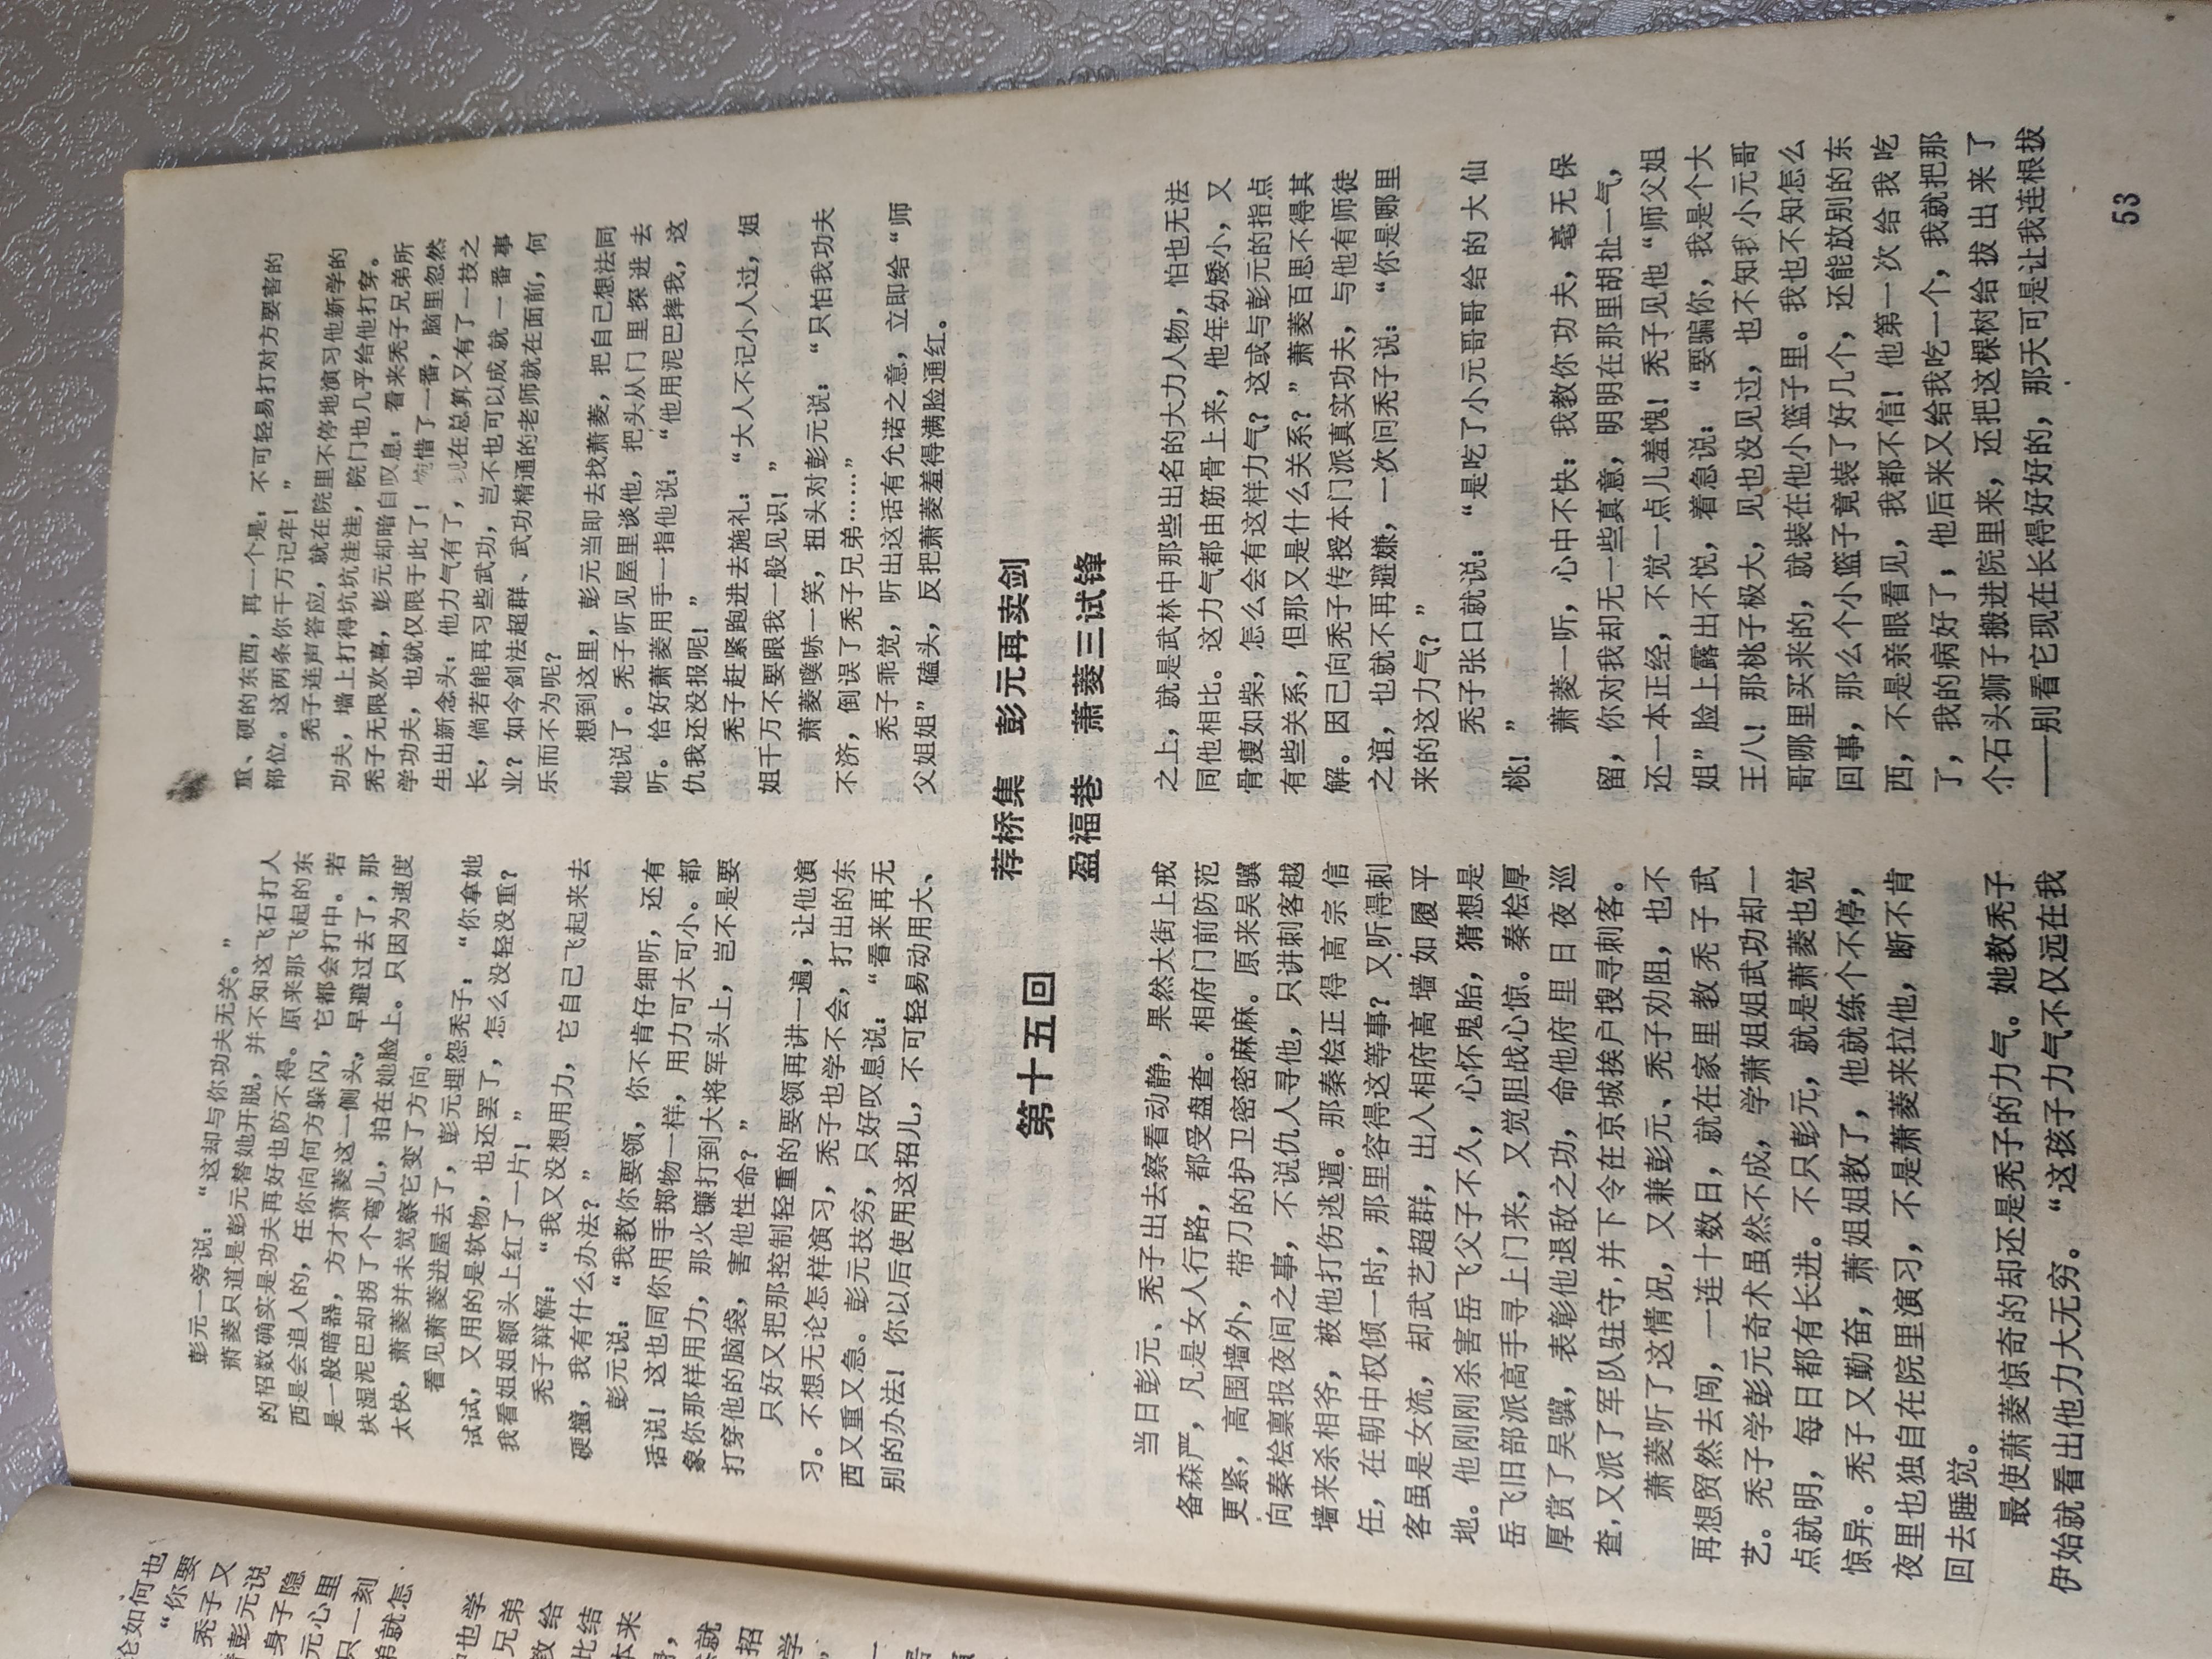 彭元一旁说：“这却与你功夫无关。”
萧菱只道是彭元替她开脱，并不知这飞石打人
的招数确实是功夫再好也防不得。原来那飞起的东
西是会追人的，任你向何方躲闪，它都会打中。若
是一般暗器，方才萧菱这一侧头，早避过去了，那
块湿泥巴却拐了个弯儿，拍在她脸上。只因为速度
太快，萧菱并未觉察它变了方向。
看见萧菱进屋去了，彭元埋怨秃子：“你拿她
试试，又用的是软物，也还罢了，怎么没轻没重？
我看姐姐额头上红了一片！”
秃子辩解：“我又没想用力，它自己飞起来去
硬撞，我有什么办法？”
彭元说：“我教你要领，你不肯仔细听，还有
话说！这也同你用手掷物一样，用力可大可小。都
象你那样用力，那火镰打到大将军头上，岂不是要
打穿他的脑袋，害他性命？”
只好又把那控制轻重的要领再讲一遍，让他演
习。不想无论怎样演习，秃子也学不会，打出的东
西又重又急。彭元技穷，只好叹息说：“看来再无
别的办法！你以后使用这招儿，不可轻易动用大、
重、硬的东西，再一个是：不可轻易打对方要害的
部位。这两条你千万记牢！”
秃子连声答应，就在院里不停地演习他新学的
功夫，墙上打得坑坑洼洼，院门也几乎给他打穿。
秃子无限欢喜，彭元却暗自叹息：看来秃子兄弟所
学功夫，也就仅限于此了！惋惜了一番，脑里忽然
生出新念头：他力气有了，现在总算又有了一技之
长，倘若能再习些武功，岂不也可以成就一番事
业？如今剑法超群、武功精通的老师就在面前，何
乐而不为呢？
想到这里，彭元当即去找萧菱，把自己想法同
她说了。秃子听见屋里谈他，把头从门里探进去
听。恰好萧菱用手一指他说：“他用泥巴摔我，这
仇我还没报呢！”
秃子赶紧跑进去施礼：“大人不记小人过，姐
姐千万不要跟我一般见识！”
萧菱噗哧一笑，扭头对彭元说：“只怕我功夫
不济，倒误了秃子兄弟……”
秃子乖觉，听出这话有允诺之意，立即给“师
父姐姐”磕头，反把萧菱羞得满脸通红。
第十五回
荐桥集 彭元再卖剑
盈福巷 萧菱三试锋
当日彭元、秃子出去察看动静，果然大街上戒
备森严，凡是女人行路，都受盘查。相府门前防范
更紧，高围墙外，带刀的护卫密密麻麻。原来吴骥
向秦桧禀报夜间之事，不说仇人寻他，只讲刺客越
墙来杀相爷，被他打伤逃遁。那秦桧正得高宗信
任，在朝中权倾一时，那里容得这等事？又听得刺
客虽是女流，却武艺超群，出入相府高墙如履平
地。他刚刚杀害岳飞父子不久，心怀鬼胎，猜想是
岳飞旧部派高手寻上门来，又觉胆战心惊。秦桧厚
厚赏了吴骥，表彰他退敌之功，命他府里日夜巡
查，又派了军队驻守，并下令在京城挨户搜寻刺客。
萧菱听了这情况，又兼彭元、秃子劝阻，也不
再想贸然去闯，一连十数日，就在家里教秃子武
艺。秃子学彭元奇术虽然不成，学萧姐姐武功却一
点就明，每日都有长进。不只彭元，就是萧菱也觉
惊异。秃子又勤奋，萧姐姐教了，他就练个不停，
夜里也独自在院里演习，不是萧菱来拉他，断不肯
回去睡觉。
最使萧菱惊奇的却还是秃子的力气。她教秃子
伊始就看出他力大无穷。“这孩子力气不仅远在我
之上，就是武林中那些出名的大力人物，怕也无法
同他相比。这力气都由筋骨上来，他年幼矮小，又
骨瘦如柴，怎么会有这样力气？这或与彭元的指点
有些关系，但那又是什么关系？”萧菱百思不得其
解。因已向秃子传授本门派真实功夫，与他有师徒
之谊，也就不再避嫌，一次问秃子说：“你是哪里
来的这力气？”
秃子张口就说：“是吃了小元哥哥给的大仙
桃！”
萧菱一听，心中不快：我教你功夫，毫无保
留，你对我却无一些真意，明明在那里胡扯一气，
还一本正经，不觉一点儿羞愧！秃子见他“师父姐
姐”脸上露出不悦，着急说：“要骗你，我是个大
王八！那桃子极大，见也没见过，也不知我小元哥
哥哪里买来的，就装在他小篮子里。我也不知怎么
回事，那么个小篮子竟装了好几个，还能放别的东
西，不是亲眼看见，我都不信！他第一次给我吃
了，我的病好了，他后来又给我吃一个，我就把那
个石头狮子搬进院里来，还把这棵树给拔出来了
——别看它现在长得好好的，那天可是让我连根拔
53
论如何也
“你要
秃子又
彭元说
身子隐
元心里
只一刻
弟就怎
也学
兄弟
教给
比结
本来
就
招
学